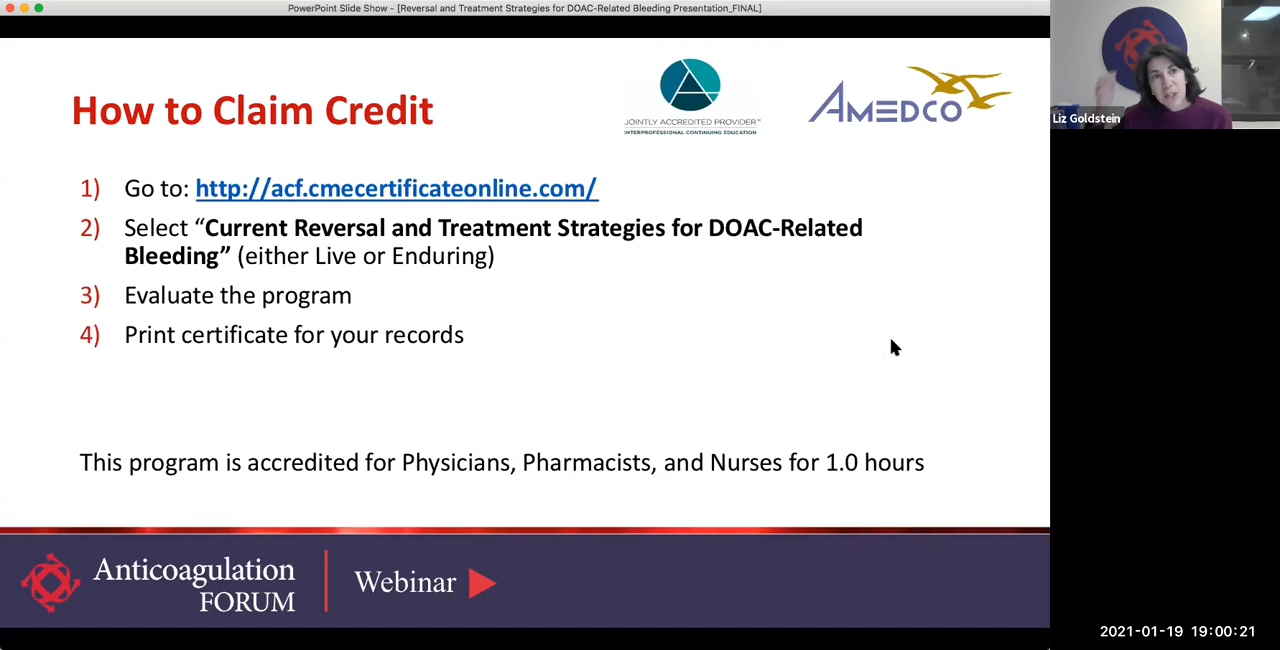 PowerPoint Slide Show - [Reversal and Treatment Strategies for DOAC-Related Bleeding Presentation_FINAL]
How to Claim Credit
JOINTLY ACCREDITED PROVIDER™
INTERPROFESSIONAL CONTINUING EDUCATION
AMEDCO
Liz Goldstein
1) Go to: http://acf.cmecertificateonline.com/
2) Select “Current Reversal and Treatment Strategies for DOAC-Related
Bleeding” (either Live or Enduring)
3) Evaluate the program
4) Print certificate for your records
This program is accredited for Physicians, Pharmacists, and Nurses for 1.0 hours
Anticoagulation
FORUM
Webinar
2021-01-19 19:00:21